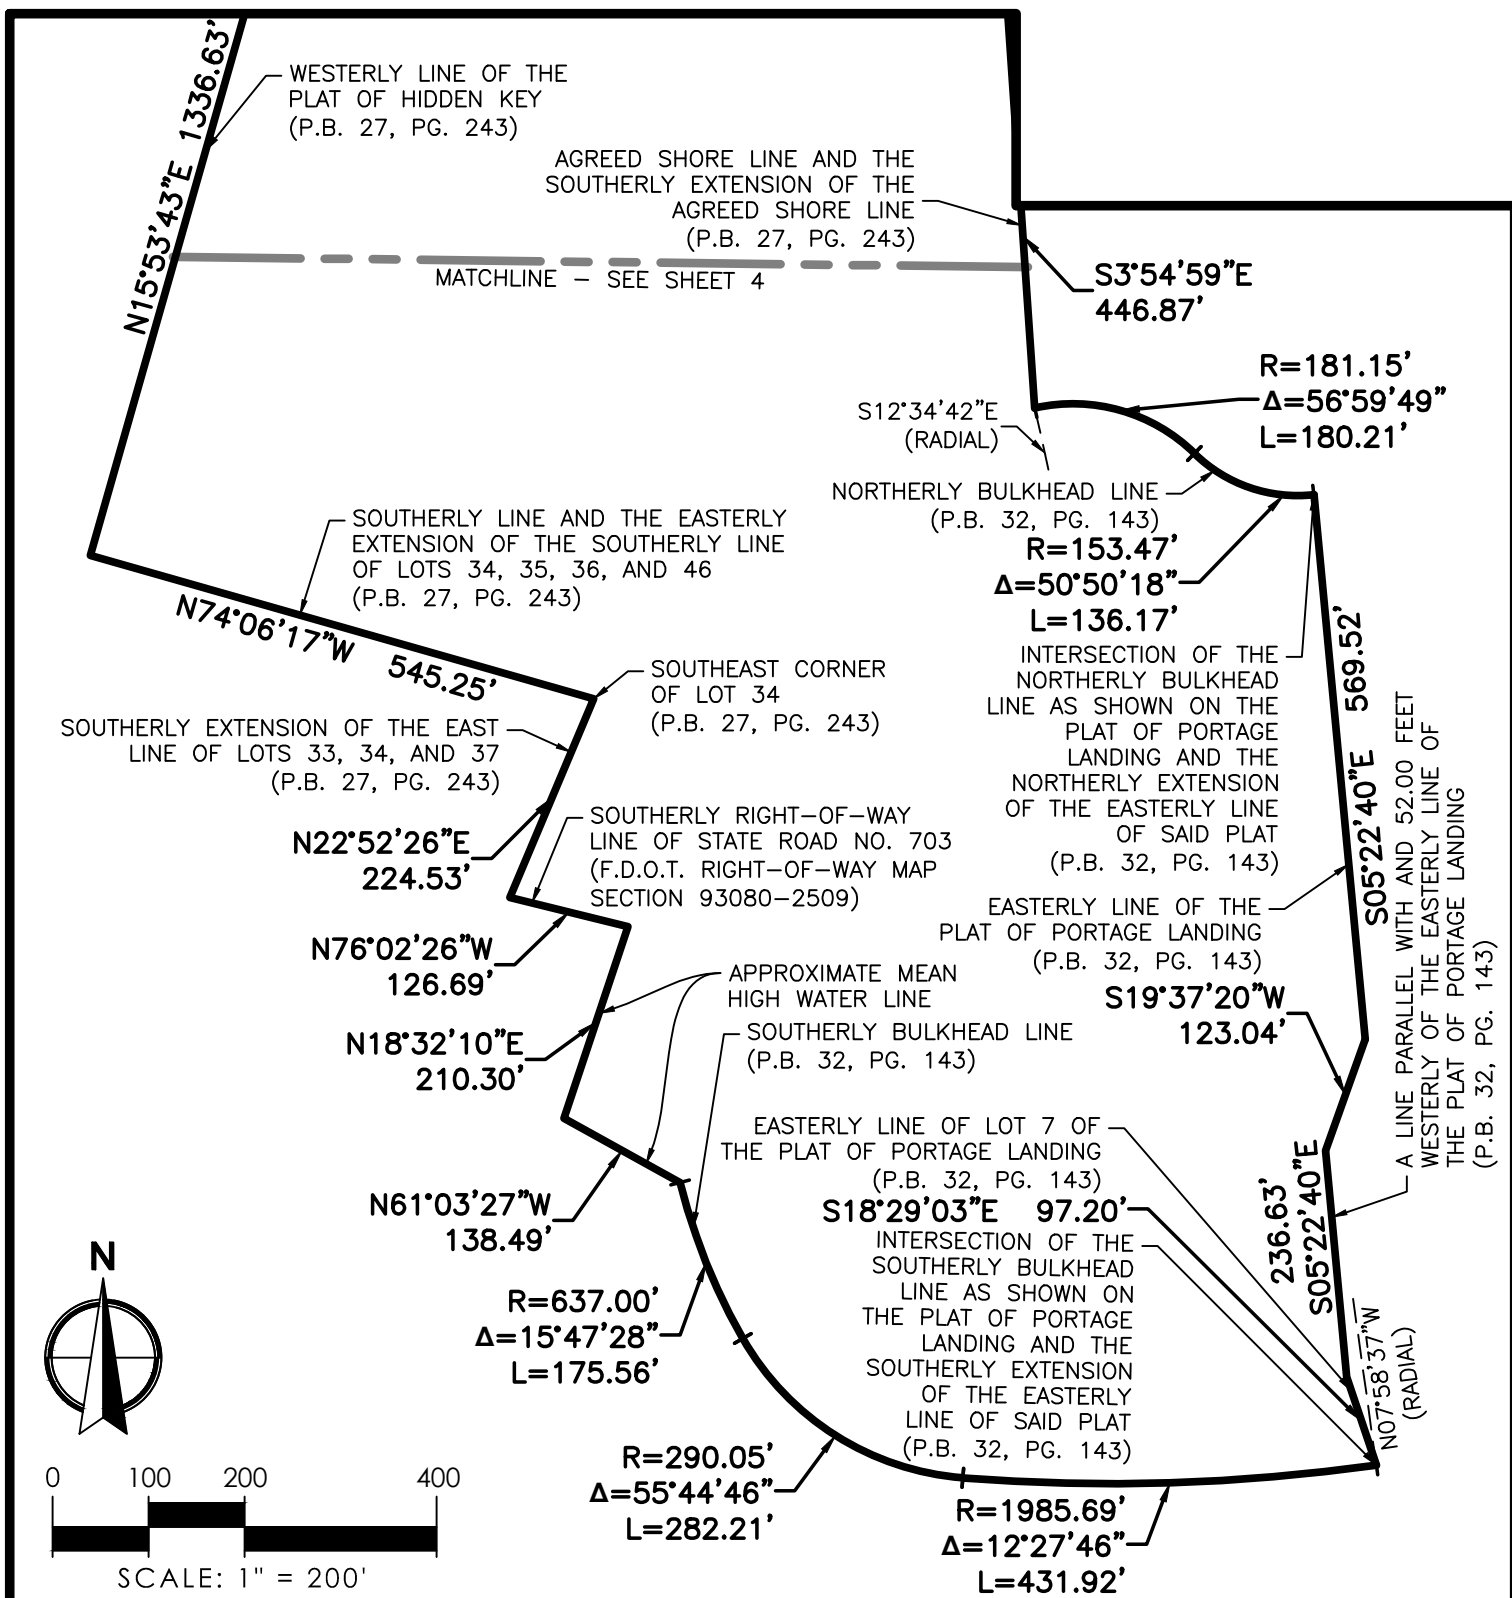 N15°53'43"E 1336.63'
WESTERLY LINE OF THE
PLAT OF HIDDEN KEY
(P.B. 27, PG. 243)
AGREED SHORE LINE AND THE
SOUTHERLY EXTENSION OF THE
AGREED SHORE LINE
(P.B. 27, PG. 243)
MATCHLINE – SEE SHEET 4
S3°54'59"E
446.87'
R=181.15'
Δ=56°59'49"
L=180.21'
S12°34'42"E
(RADIAL)
NORTHERLY BULKHEAD LINE
(P.B. 32, PG. 143)
R=153.47'
Δ=50°50'18"
L=136.17'
SOUTHERLY LINE AND THE EASTERLY
EXTENSION OF THE SOUTHERLY LINE
OF LOTS 34, 35, 36, AND 46
(P.B. 27, PG. 243)
N74°06'17"W 545.25'
SOUTHEAST CORNER
OF LOT 34
(P.B. 27, PG. 243)
INTERSECTION OF THE
NORTHERLY BULKHEAD
LINE AS SHOWN ON THE
PLAT OF PORTAGE
LANDING AND THE
NORTHERLY EXTENSION
OF THE EASTERLY LINE
OF SAID PLAT
(P.B. 32, PG. 143)
S05°22'40"E 569.52'
SOUTHERLY EXTENSION OF THE EAST
LINE OF LOTS 33, 34, AND 37
(P.B. 27, PG. 243)
N22°52'26"E
224.53'
SOUTHERLY RIGHT–OF–WAY
LINE OF STATE ROAD NO. 703
(F.D.O.T. RIGHT–OF–WAY MAP
SECTION 93080–2509)
EASTERLY LINE OF THE
PLAT OF PORTAGE LANDING
(P.B. 32, PG. 143)
N76°02'26"W
126.69'
APPROXIMATE MEAN
HIGH WATER LINE
S19°37'20"W
123.04'
A LINE PARALLEL WITH AND 52.00 FEET
WESTERLY OF THE EASTERLY LINE OF
THE PLAT OF PORTAGE LANDING
(P.B. 32, PG. 143)
N18°32'10"E
210.30'
SOUTHERLY BULKHEAD LINE
(P.B. 32, PG. 143)
EASTERLY LINE OF LOT 7 OF
THE PLAT OF PORTAGE LANDING
(P.B. 32, PG. 143)
S18°29'03"E 97.20'
236.63'
S05°22'40"E
N61°03'27"W
138.49'
INTERSECTION OF THE
SOUTHERLY BULKHEAD
LINE AS SHOWN ON
THE PLAT OF PORTAGE
LANDING AND THE
SOUTHERLY EXTENSION
OF THE EASTERLY
LINE OF SAID PLAT
(P.B. 32, PG. 143)
N07°58'37"W
(RADIAL)
N
R=637.00'
Δ=15°47'28"
L=175.56'
R=290.05'
Δ=55°44'46"
L=282.21'
R=1985.69'
Δ=12°27'46"
L=431.92'
0 100 200 400
SCALE: 1" = 200'